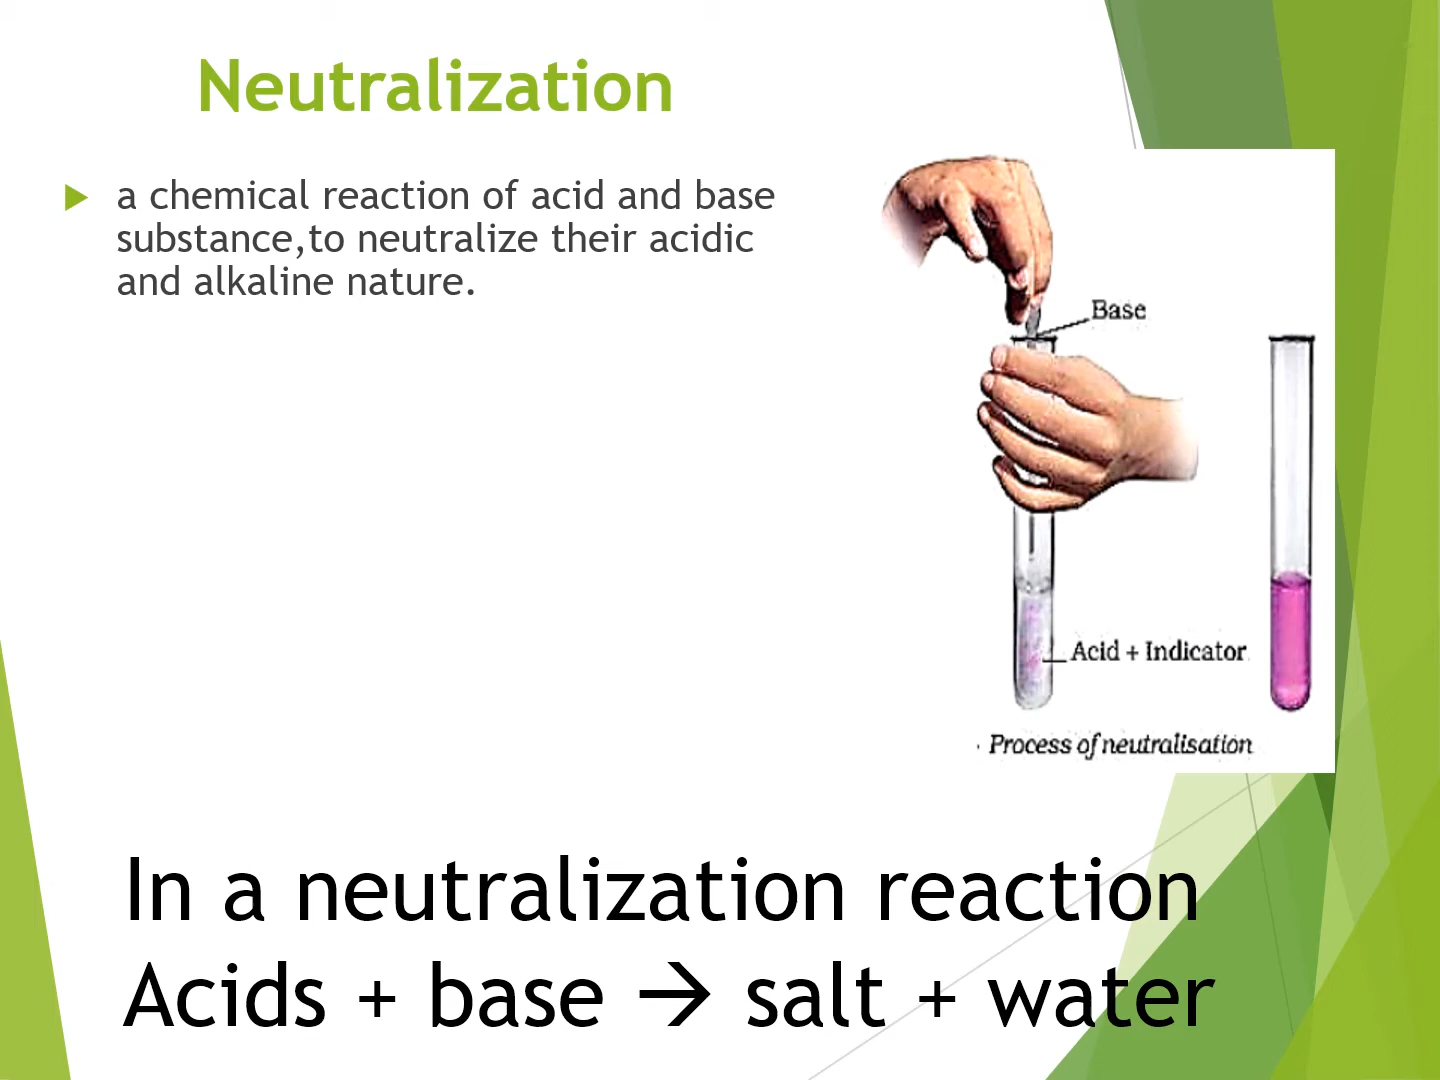 Neutralization
a chemical reaction of acid and base
substance,to neutralize their acidic
and alkaline nature.
Base
Acid + Indicator
Process of neutralisation
In a neutralization reaction
Acids + base → salt + water